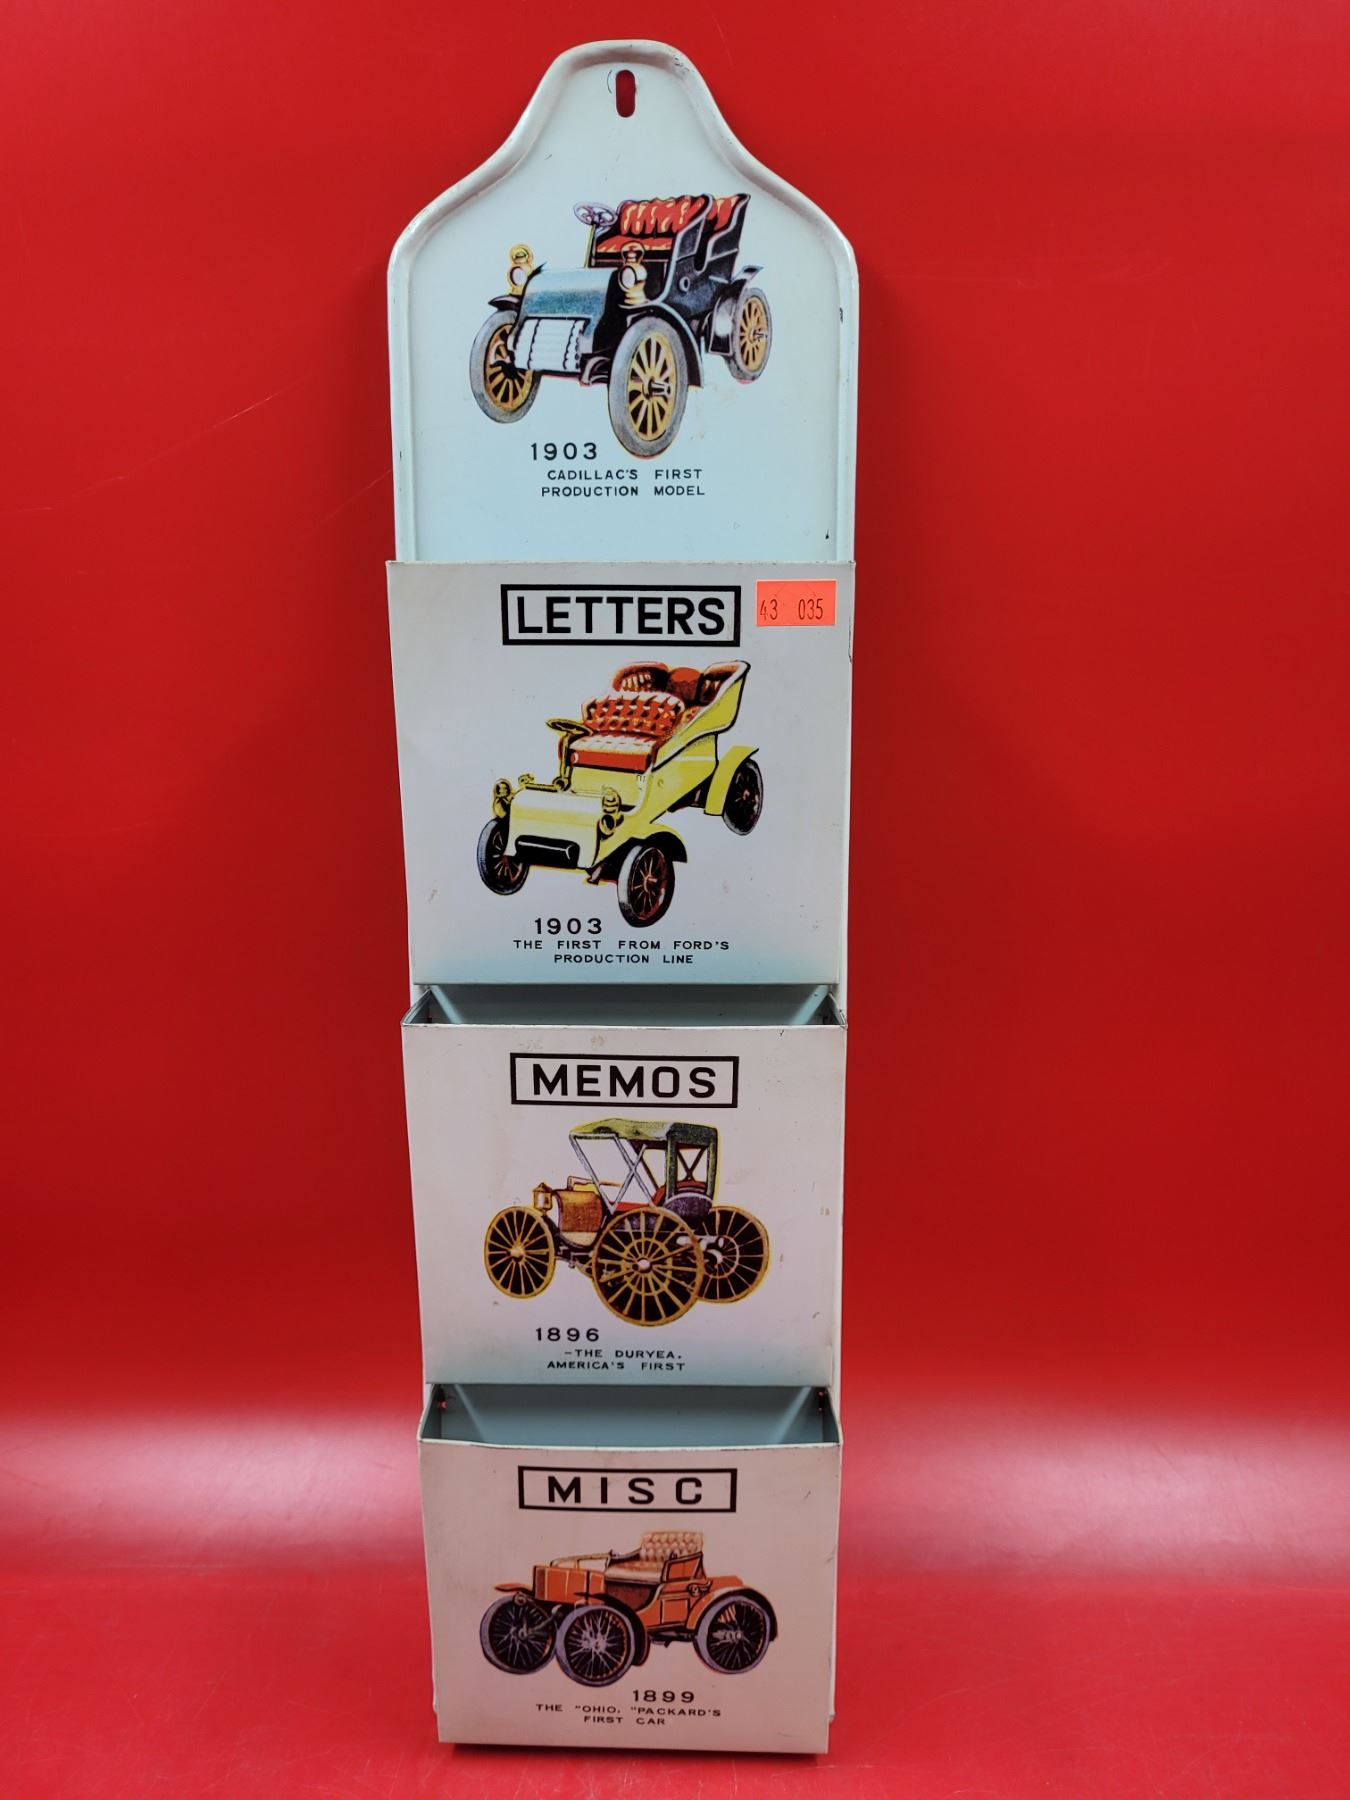 1903
CADILLAC'S FIRST
PRODUCTION MODEL
LETTERS
43 035
1903
THE FIRST FROM FORD'S
PRODUCTION LINE
MEMOS
1896
-THE DURYEA.
AMERICA'S FIRST
MISC
1899
THE "OHIO, "PACKARD'S
FIRST CAR